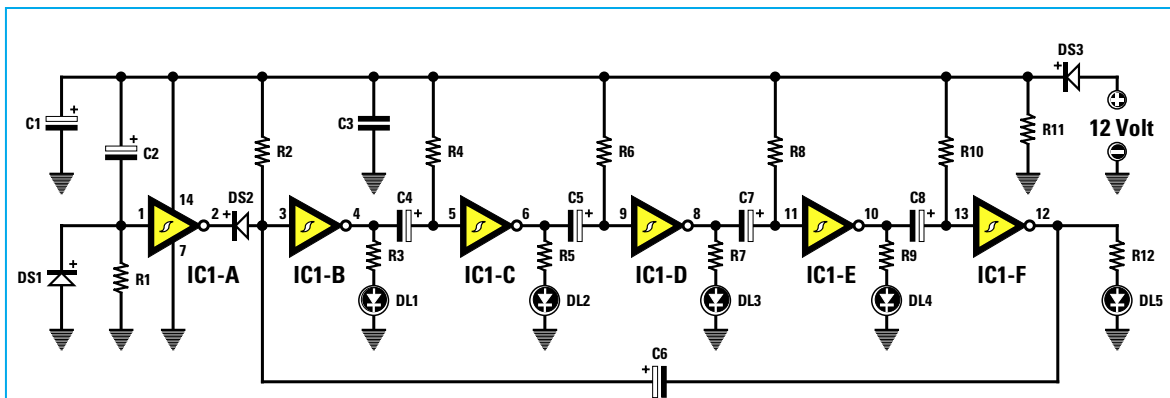 DS3
+
C1
+
C2
+
R2
C3
R4
R6
R8
R10
R11
+
12 Volt
-
14
DS2
+
C4
+
C5
+
C7
+
C8
+
1
2
3
4
5
6
9
8
11
10
13
12
7
DS1
+
R1
IC1-A
IC1-B
R3
IC1-C
R5
IC1-D
R7
IC1-E
R9
IC1-F
R12
DL1
DL2
DL3
DL4
DL5
C6
+